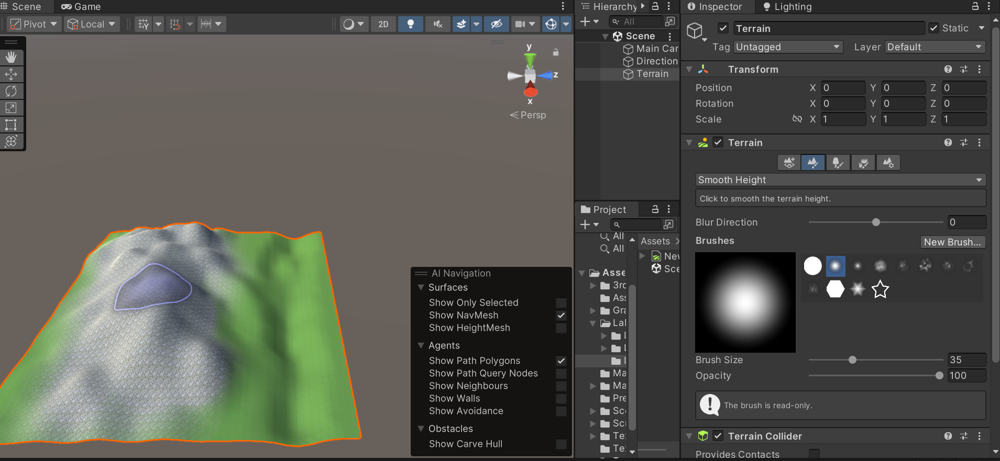 Scene
Game
Pivot
Local
2D
y
z
x
Persp
AI Navigation
Surfaces
Show Only Selected
Show NavMesh
Show HeightMesh
Agents
Show Path Polygons
Show Path Query Nodes
Show Neighbours
Show Walls
Show Avoidance
Obstacles
Show Carve Hull
Hierarchy
All
Scene
Main Car
Direction
Terrain
Project
All
All
Asse
3rd
Ass
Gra
Lal
L
L
L
Ma
Ma
Pre
Sce
Scr
Te
Te
Assets
Nev
Sce
Inspector
Lighting
Terrain
Static
Tag Untagged
Layer Default
Transform
Position X 0 Y 0 Z 0
Rotation X 0 Y 0 Z 0
Scale X 1 Y 1 Z 1
Terrain
Smooth Height
Click to smooth the terrain height.
Blur Direction 0
Brushes
New Brush...
Brush Size 35
Opacity 100
The brush is read-only.
Terrain Collider
Provides Contacts